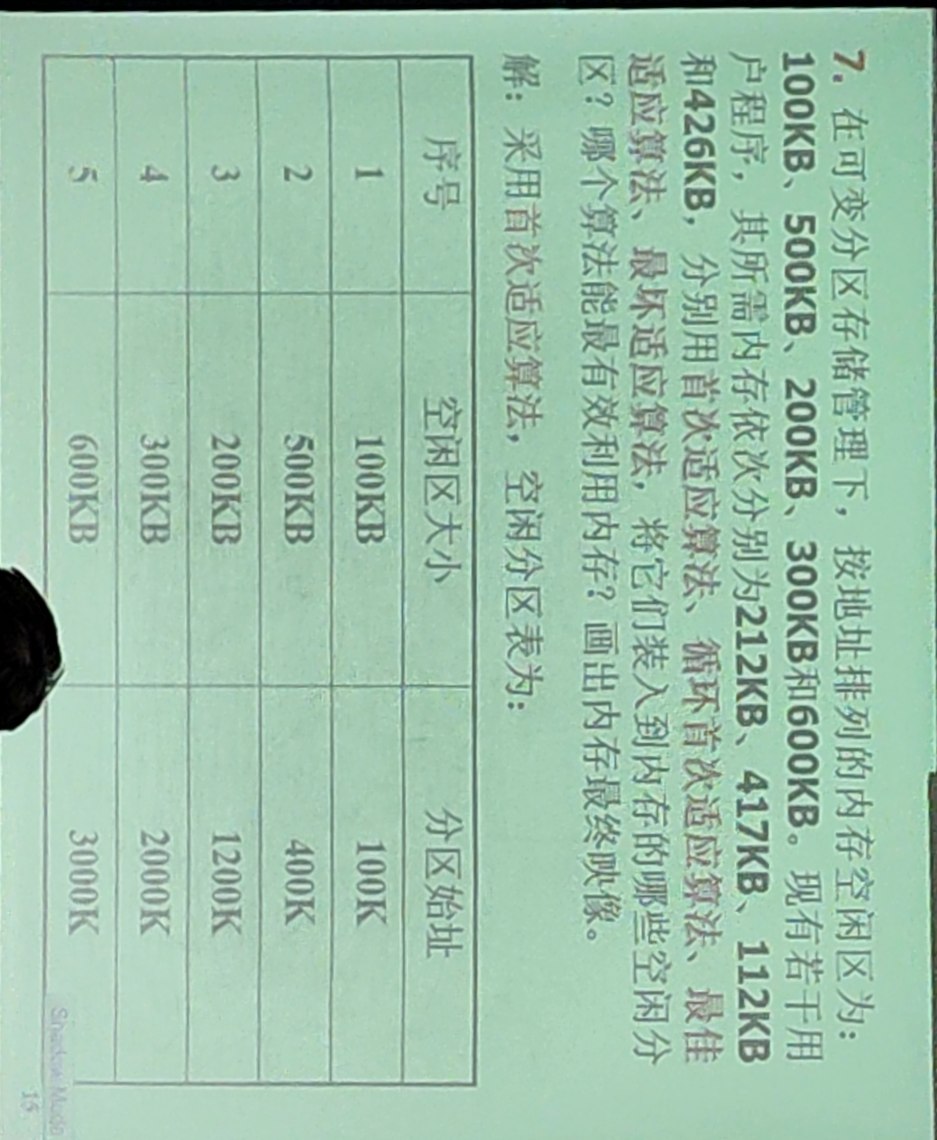 7. 在可变分区存储管理下，按地址排列的内存空闲区为：
100KB、500KB、200KB、300KB和600KB。现有若干用
户程序，其所需内存依次分别为212KB、417KB、112KB
和426KB，分别用首次适应算法、循环首次适应算法、最佳
适应算法、最坏适应算法，将它们装入到内存的哪些空闲分
区？哪个算法能最有效利用内存？画出内存最终映像。
解：采用首次适应算法，空闲分区表为：
序号 空闲区大小 分区始址
1 100KB 100K
2 500KB 400K
3 200KB 1200K
4 300KB 2000K
5 600KB 3000K
Shadow Mode
15